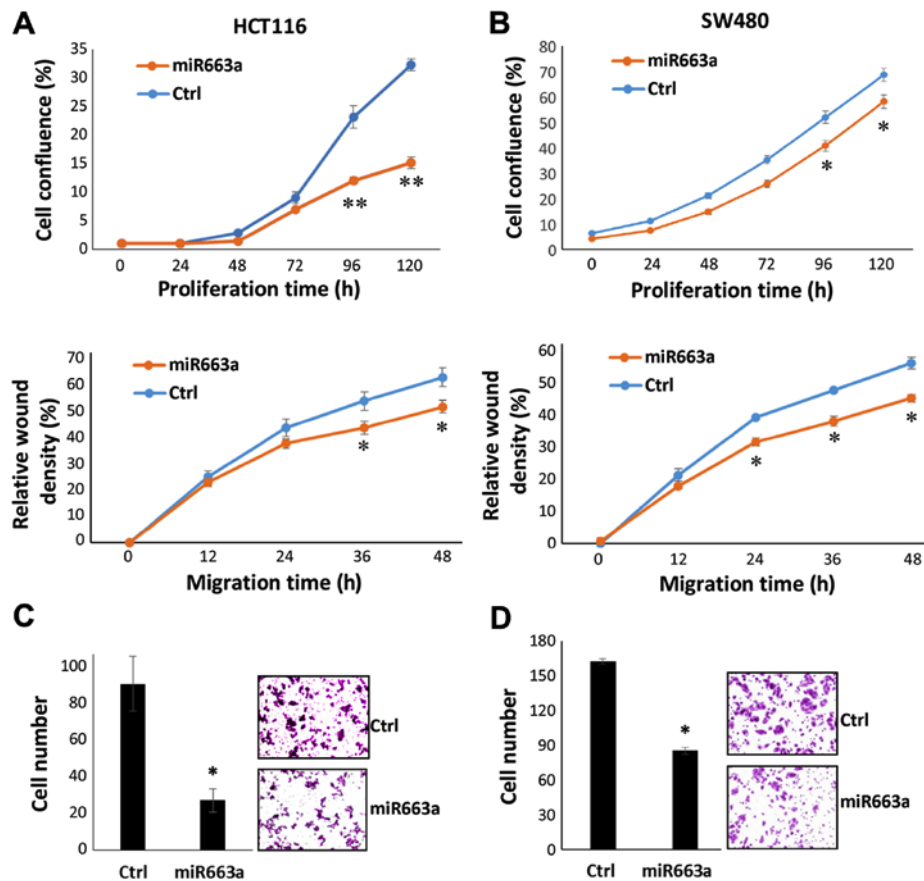 A
HCT116
Cell confluence (%)
35
30
25
20
15
10
5
0
miR663a
Ctrl
**
**
0 24 48 72 96 120
Proliferation time (h)
B
SW480
Cell confluence (%)
80
70
60
50
40
30
20
10
0
miR663a
Ctrl
*
*
0 24 48 72 96 120
Proliferation time (h)
Relative wound
density (%)
70
60
50
40
30
20
10
0
miR663a
Ctrl
*
*
0 12 24 36 48
Migration time (h)
Relative wound
density (%)
60
50
40
30
20
10
0
miR663a
Ctrl
*
*
*
0 12 24 36 48
Migration time (h)
C
Cell number
100
80
60
40
20
0
*
Ctrl miR663a
Ctrl
miR663a
D
Cell number
180
150
120
90
60
30
0
*
Ctrl miR663a
Ctrl
miR663a